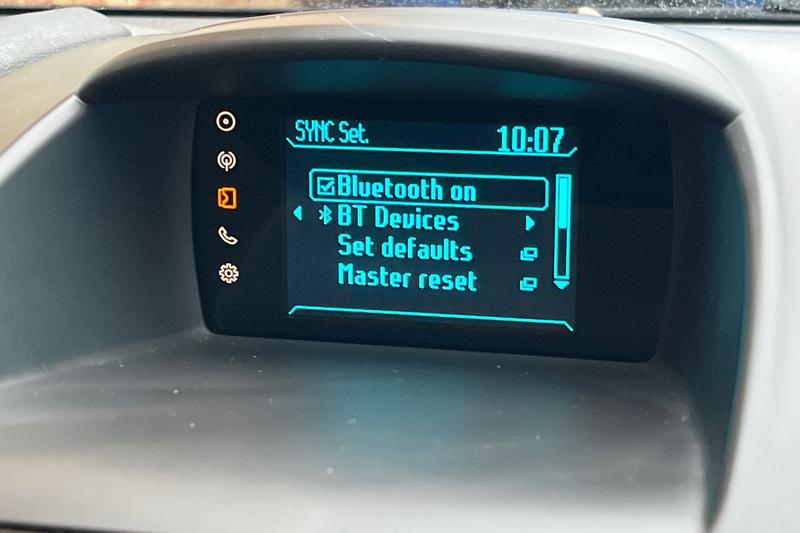 SYNC Set. 10:07
Bluetooth on
BT Devices
Set defaults
Master reset